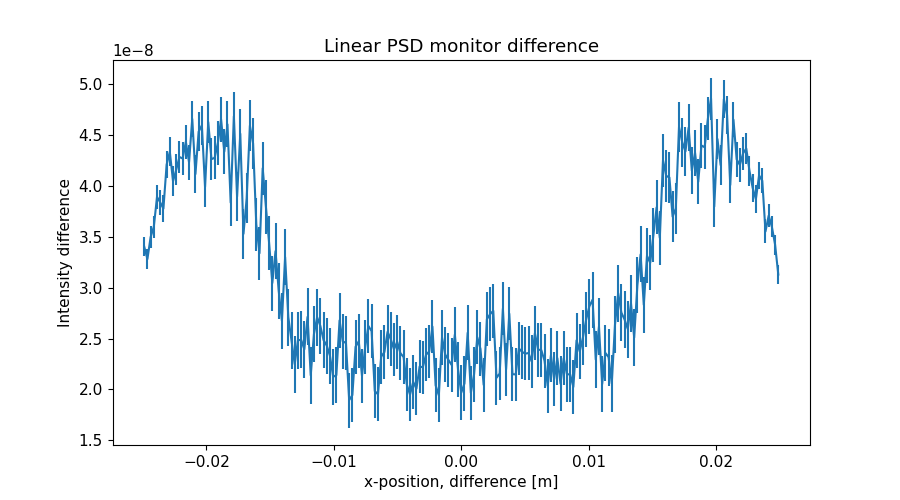 Linear PSD monitor difference
1e−8
5.0
4.5
4.0
3.5
3.0
2.5
2.0
1.5
Intensity difference
−0.02 −0.01 0.00 0.01 0.02
x-position, difference [m]